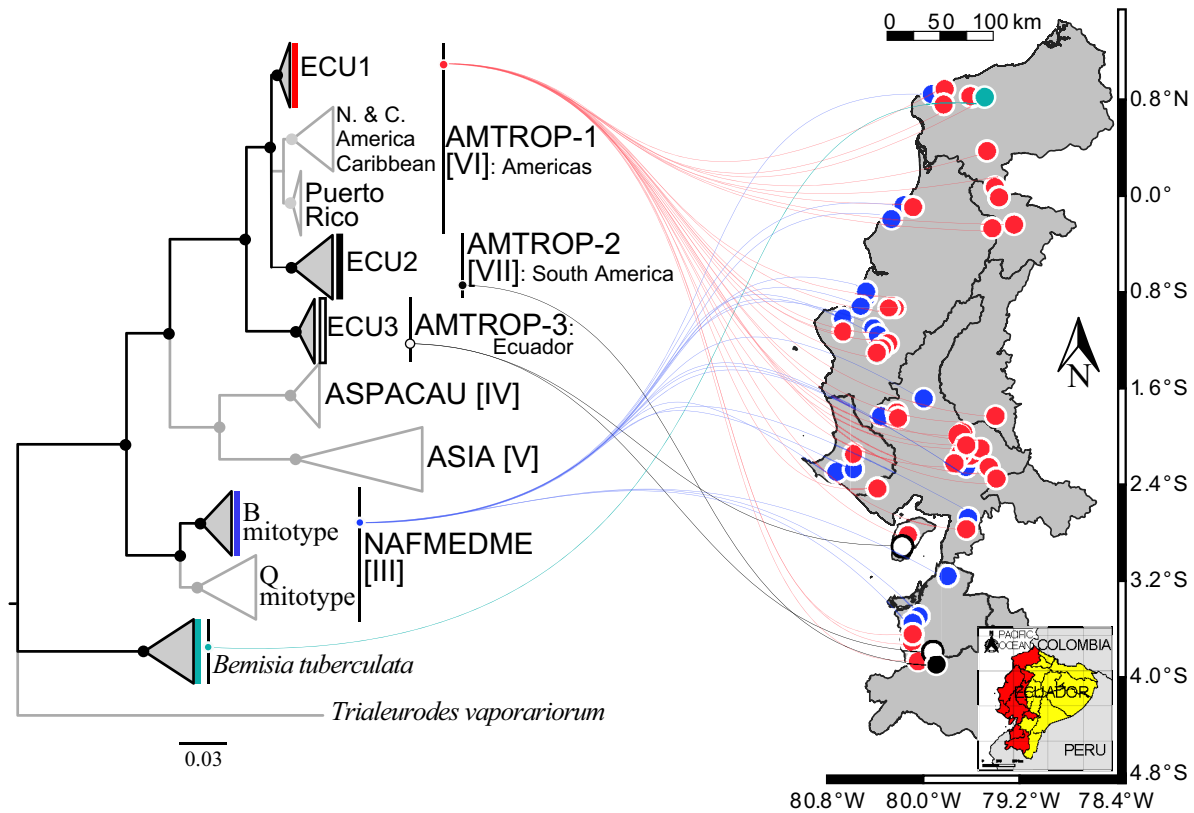 ECU1
N. & C.
America
Caribbean
Puerto
Rico
ECU2
ECU3
AMTROP-1
[VI]: Americas
AMTROP-2
[VII]: South America
AMTROP-3:
Ecuador
ASPACAU [IV]
ASIA [V]
B
mitotype
Q
mitotype
NAFMEDME
[III]
Bemisia tuberculata
Trialeurodes vaporariorum
0.03
0 50 100 km
0.8°N
0.0°
0.8°S
1.6°S
2.4°S
3.2°S
4.0°S
4.8°S
80.8°W 80.0°W 79.2°W 78.4°W
N
PACIFIC
OCEAN
COLOMBIA
ECUADOR
PERU